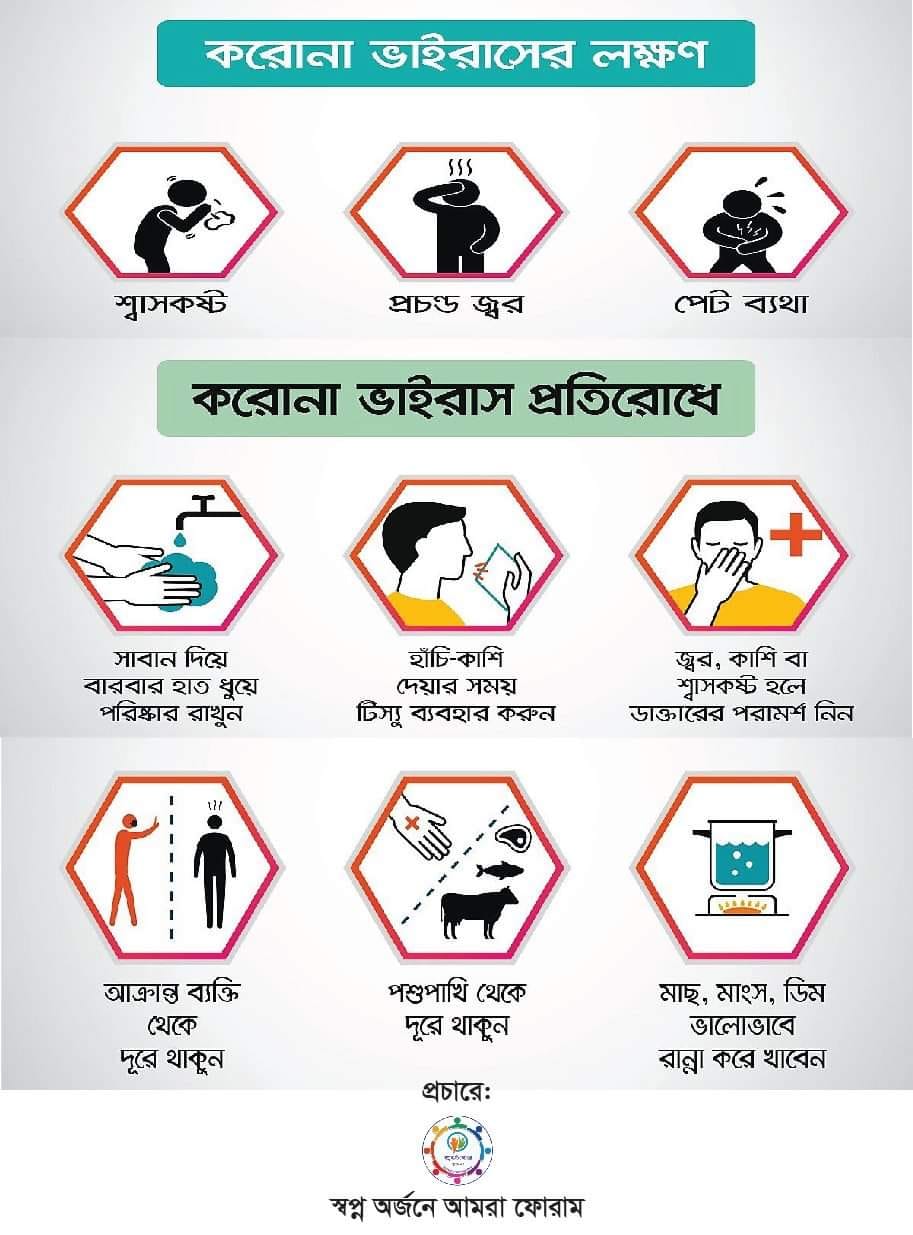 করোনা ভাইরাসের লক্ষণ
শ্বাসকষ্ট
প্রচন্ড জ্বর
পেট ব্যথা
করোনা ভাইরাস প্রতিরোধে
সাবান দিয়ে
বারবার হাত ধুয়ে
পরিষ্কার রাখুন
হাঁচি-কাশি
দেয়ার সময়
টিস্যু ব্যবহার করুন
জ্বর, কাশি বা
শ্বাসকষ্ট হলে
ডাক্তারের পরামর্শ নিন
আক্রান্ত ব্যক্তি
থেকে
দূরে থাকুন
পশুপাখি থেকে
দূরে থাকুন
মাছ, মাংস, ডিম
ভালোভাবে
রান্না করে খাবেন
প্রচারে:
স্বপ্ন অর্জনে আমরা ফোরাম